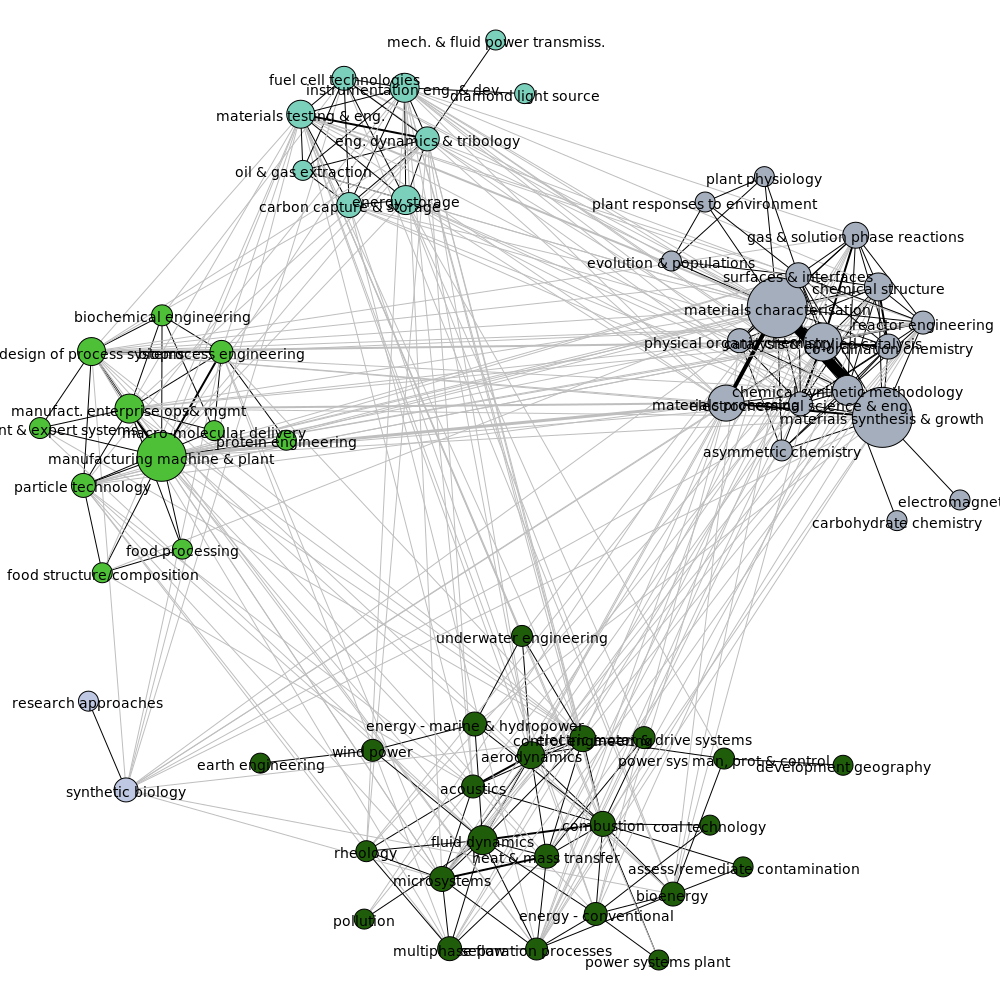 mech. & fluid power transmiss.
fuel cell technologies
instrumentation eng. & dev.
diamond light source
materials testing & eng.
eng. dynamics & tribology
oil & gas extraction
energy storage
carbon capture & storage
plant physiology
plant responses to environment
gas & solution phase reactions
evolution & populations
surfaces & interfaces
chemical structure
materials characterisation
reactor engineering
physical organic chemistry
catalysis & applied catalysis
co-ordination chemistry
chemical synthetic methodology
materials processing
electrochemical science & eng.
materials synthesis & growth
asymmetric chemistry
electromagnet
carbohydrate chemistry
biochemical engineering
design of process systems
bioprocess engineering
manufact. enterprise ops& mgmt
nt & expert systems
macro-molecular delivery
protein engineering
manufacturing machine & plant
particle technology
food processing
food structure/composition
underwater engineering
research approaches
energy - marine & hydropower
control engineering
electric motor & drive systems
wind power
aerodynamics
earth engineering
power sys man, prot & control
development geography
synthetic biology
acoustics
combustion
coal technology
fluid dynamics
rheology
heat & mass transfer
assess/remediate contamination
microsystems
bioenergy
pollution
energy - conventional
multiphase flow
separation processes
power systems plant